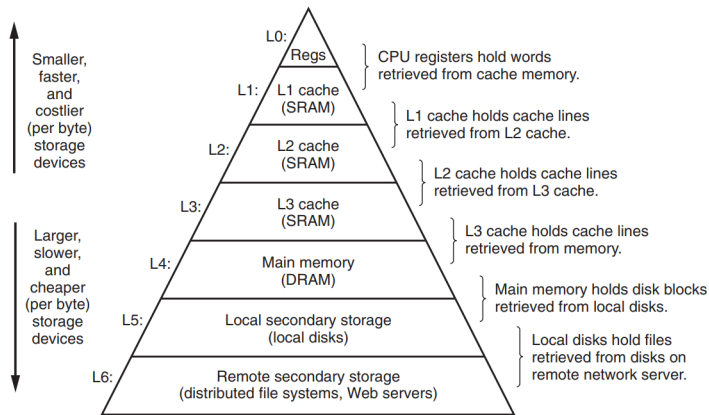 Smaller,
faster,
and
costlier
(per byte)
storage
devices
Larger,
slower,
and
cheaper
(per byte)
storage
devices
L0:
Regs
CPU registers hold words
retrieved from cache memory.
L1:
L1 cache
(SRAM)
L1 cache holds cache lines
retrieved from L2 cache.
L2:
L2 cache
(SRAM)
L2 cache holds cache lines
retrieved from L3 cache.
L3:
L3 cache
(SRAM)
L3 cache holds cache lines
retrieved from memory.
L4:
Main memory
(DRAM)
Main memory holds disk blocks
retrieved from local disks.
L5:
Local secondary storage
(local disks)
Local disks hold files
retrieved from disks on
remote network server.
L6:
Remote secondary storage
(distributed file systems, Web servers)